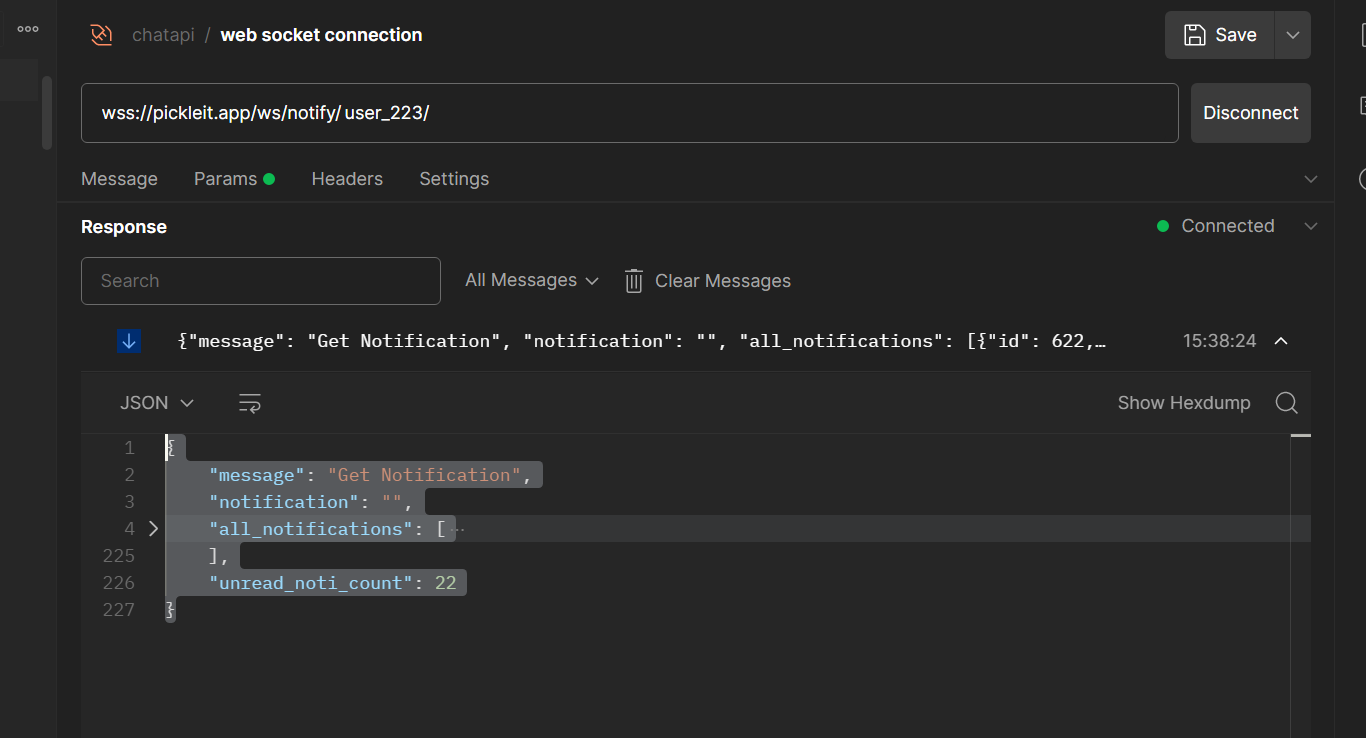 chatapi / web socket connection
Save
wss://pickleit.app/ws/notify/user_223/
Disconnect
Message Params Headers Settings
Response
Connected
Search
All Messages
Clear Messages
{"message": "Get Notification", "notification": "", "all_notifications": [{"id": 622,…
15:38:24
JSON
Show Hexdump
1 {
2 "message": "Get Notification",
3 "notification": "",
4 "all_notifications": [ ···
225 ],
226 "unread_noti_count": 22
227 }